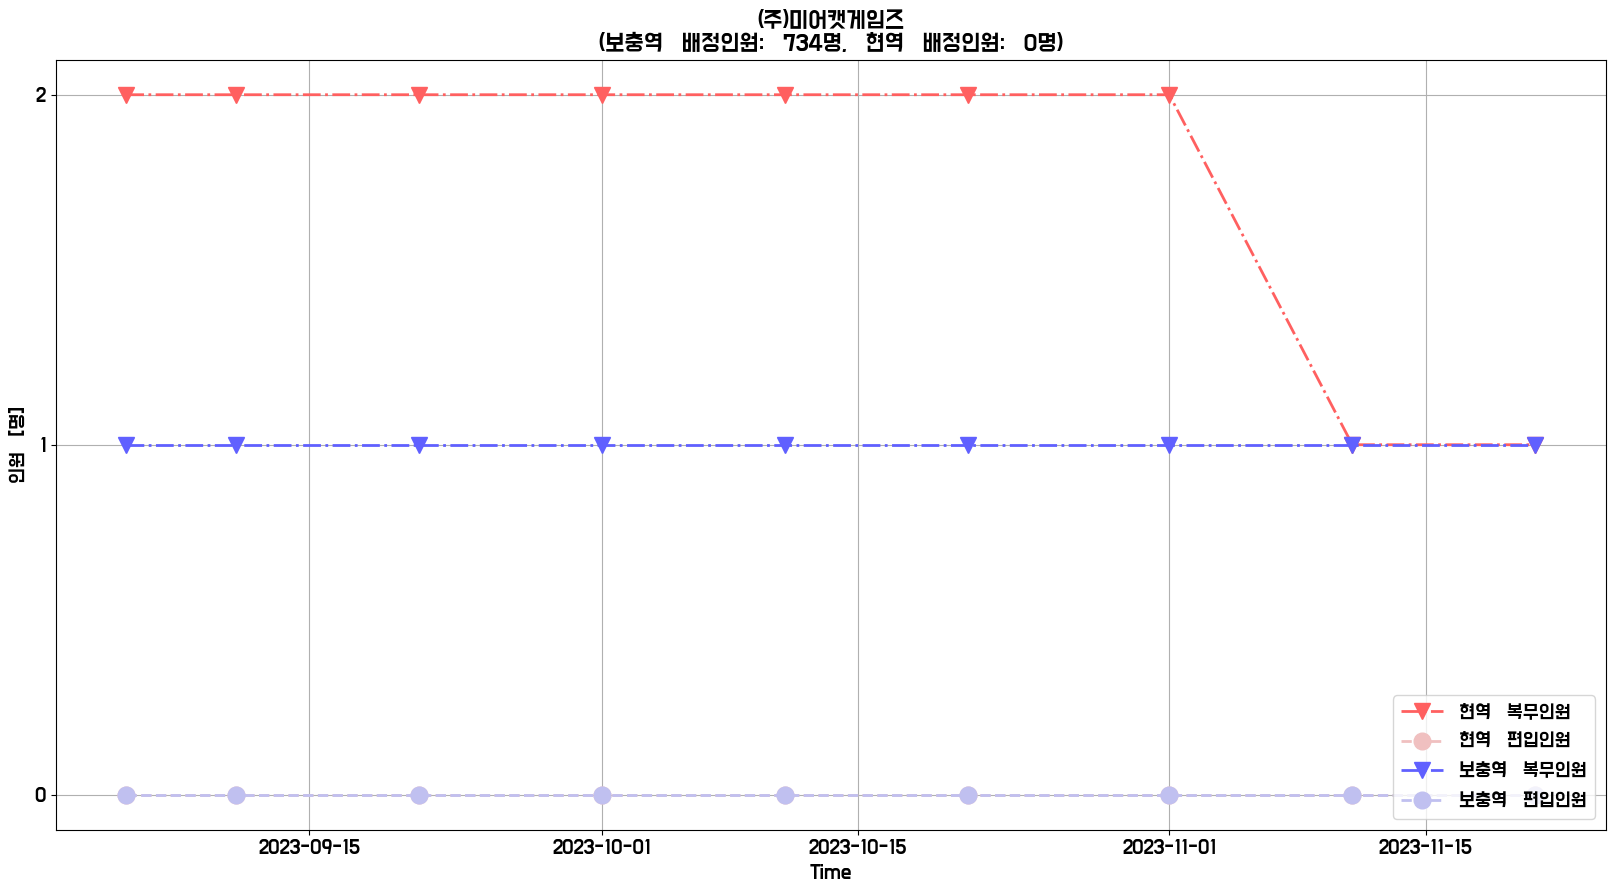 (주)미어캣게임즈
(보충역 배정인원: 734명, 현역 배정인원: 0명)
2
1
0
인원 [명]
2023-09-15
2023-10-01
2023-10-15
2023-11-01
2023-11-15
Time
현역 복무인원
현역 편입인원
보충역 복무인원
보충역 편입인원